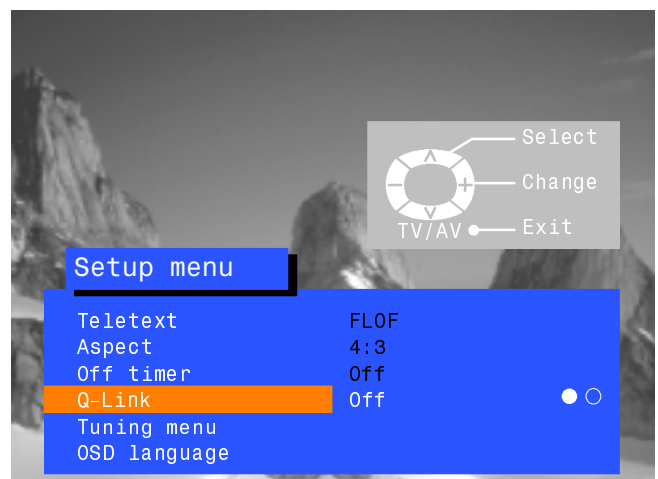 Select
Change
TV/AV Exit
Setup menu
Teletext FLOF
Aspect 4:3
Off timer Off
Q-Link Off
Tuning menu
OSD language